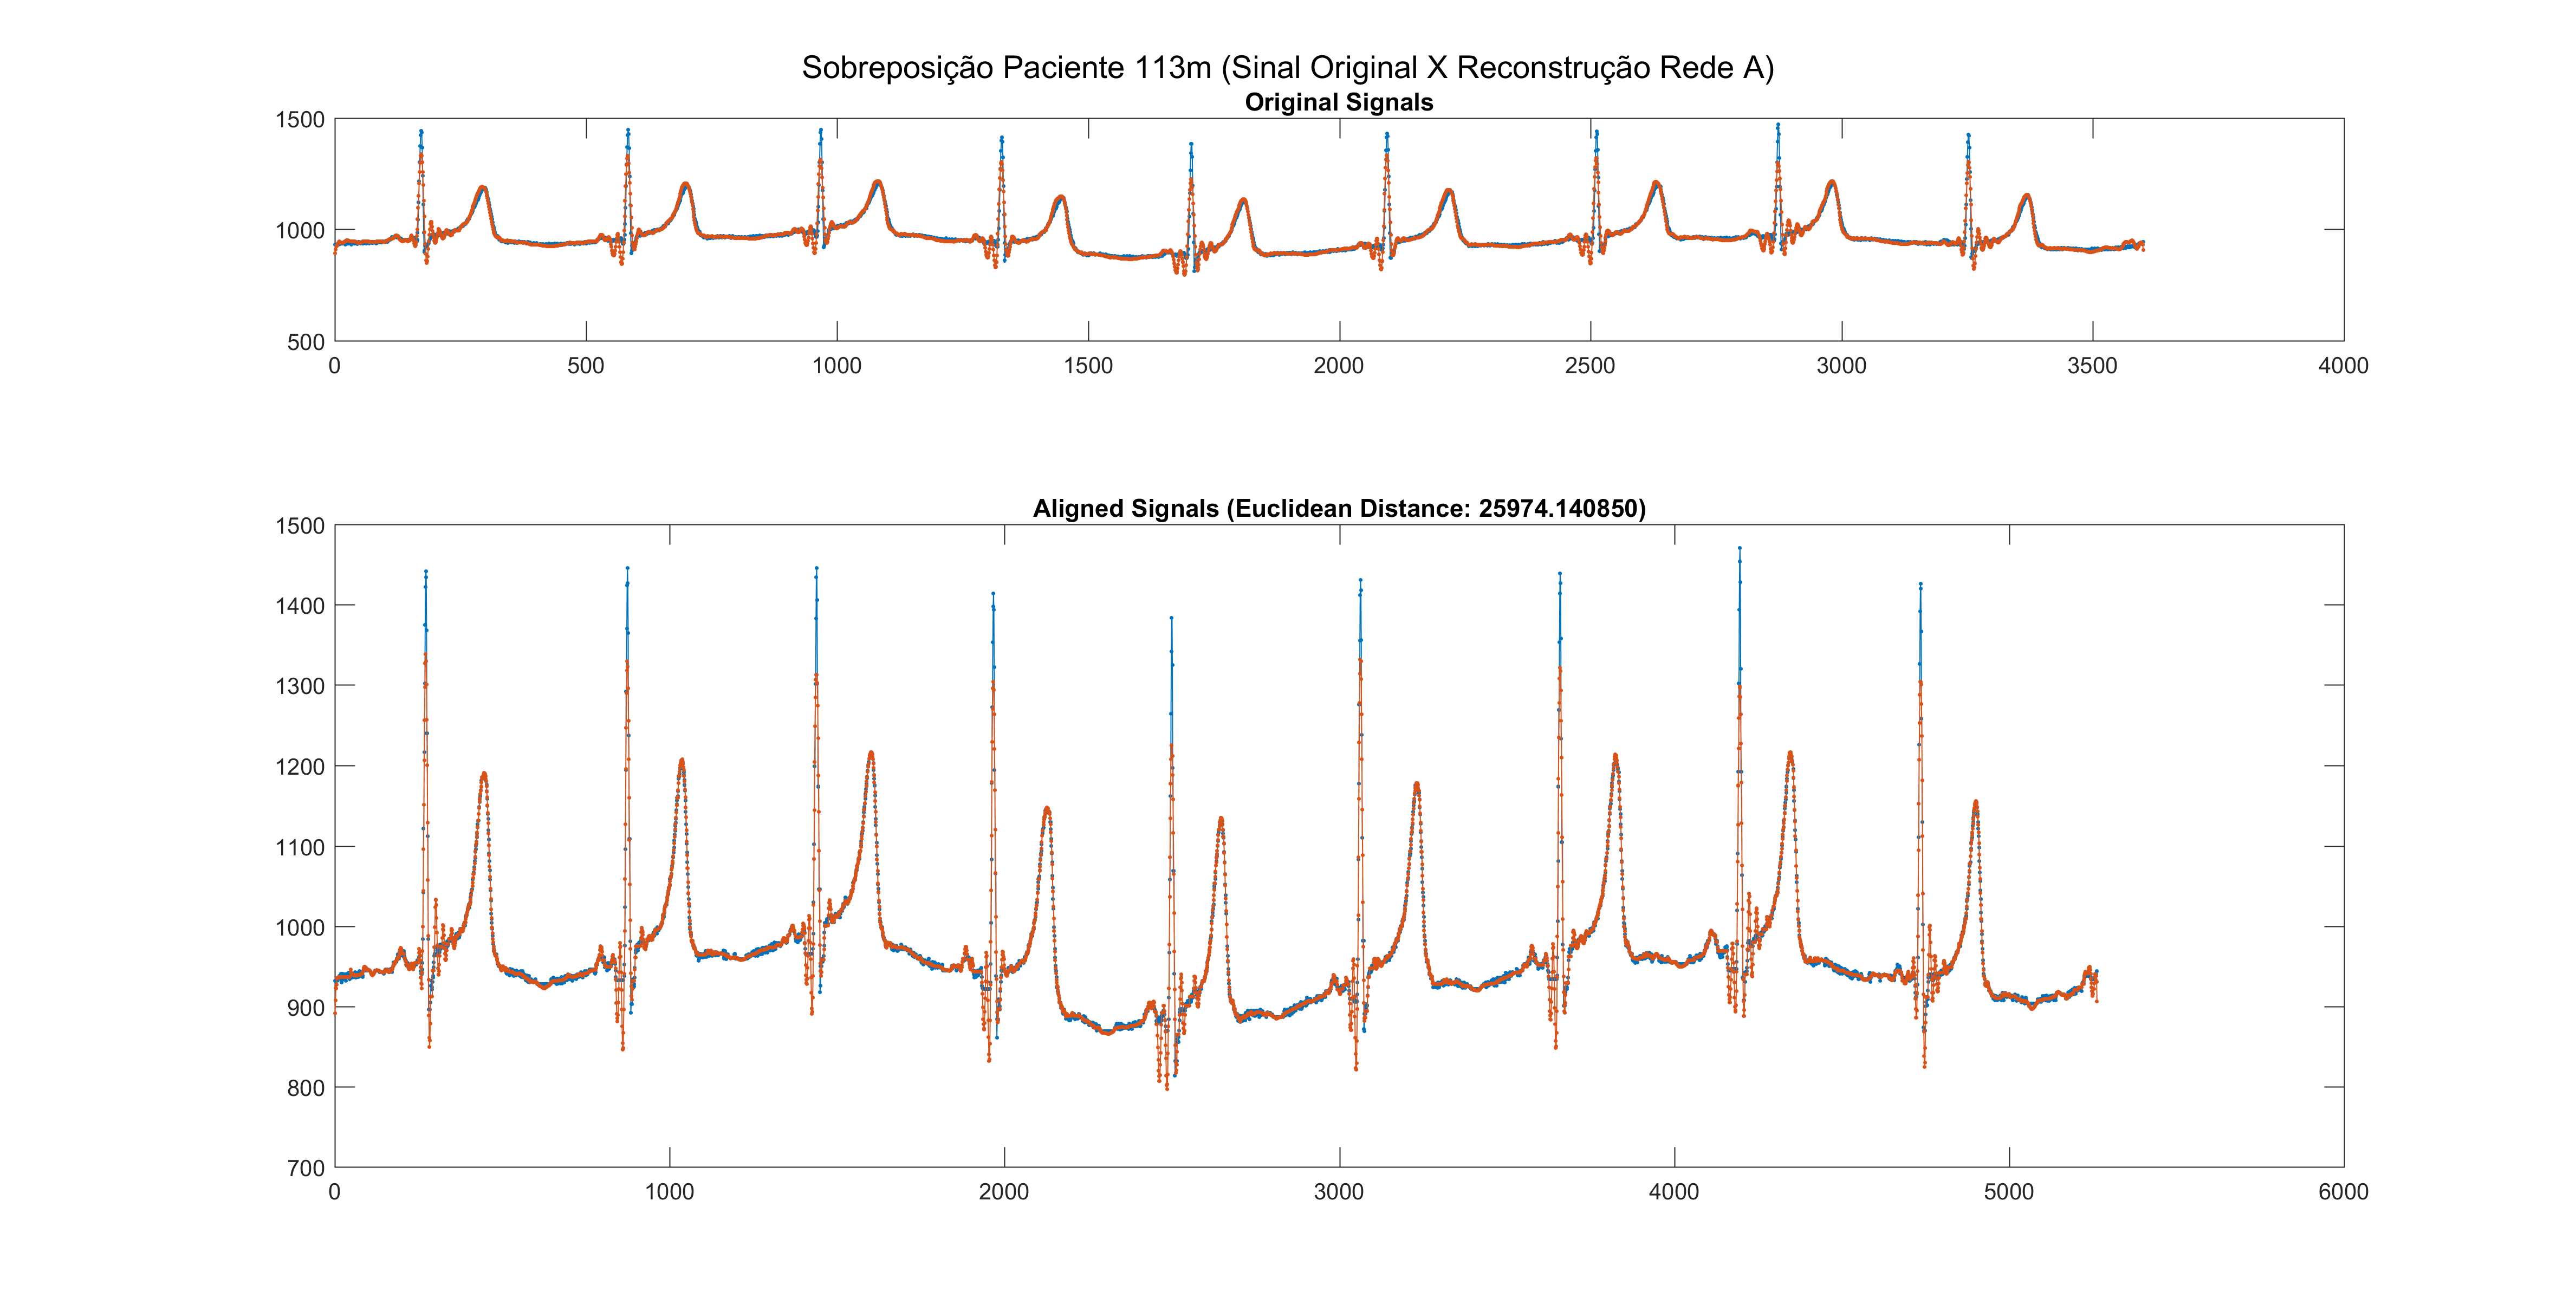 Sobreposição Paciente 113m (Sinal Original X Reconstrução Rede A)
Original Signals
1500
1000
500
0 500 1000 1500 2000 2500 3000 3500 4000
Aligned Signals (Euclidean Distance: 25974.140850)
1500
1400
1300
1200
1100
1000
900
800
700
0 1000 2000 3000 4000 5000 6000